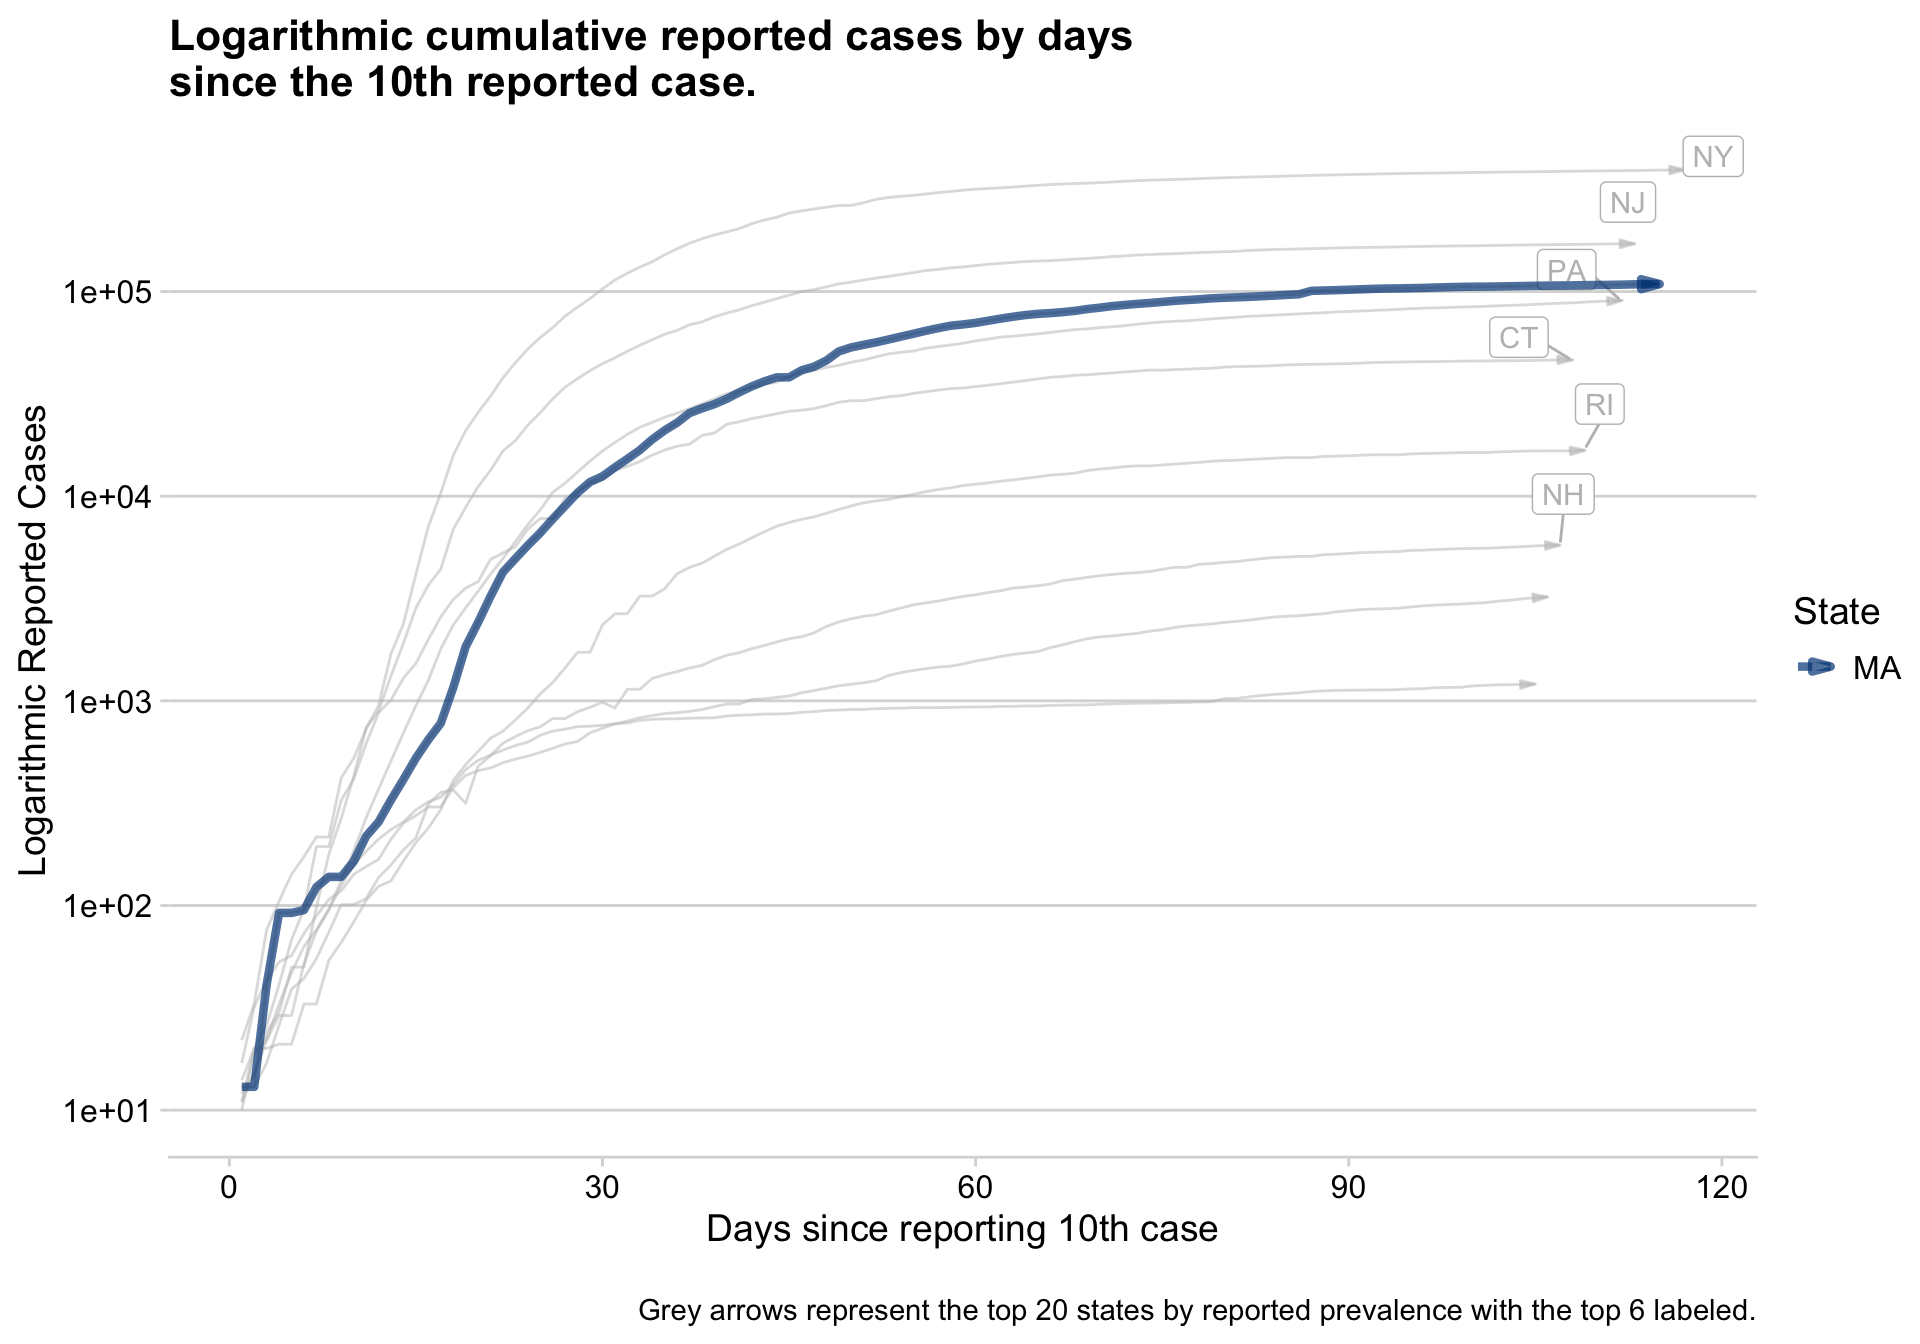 Logarithmic cumulative reported cases by days
since the 10th reported case.
NY
NJ
PA
CT
RI
NH
1e+05
1e+04
1e+03
1e+02
1e+01
Logarithmic Reported Cases
0 30 60 90 120
Days since reporting 10th case
State
MA
Grey arrows represent the top 20 states by reported prevalence with the top 6 labeled.